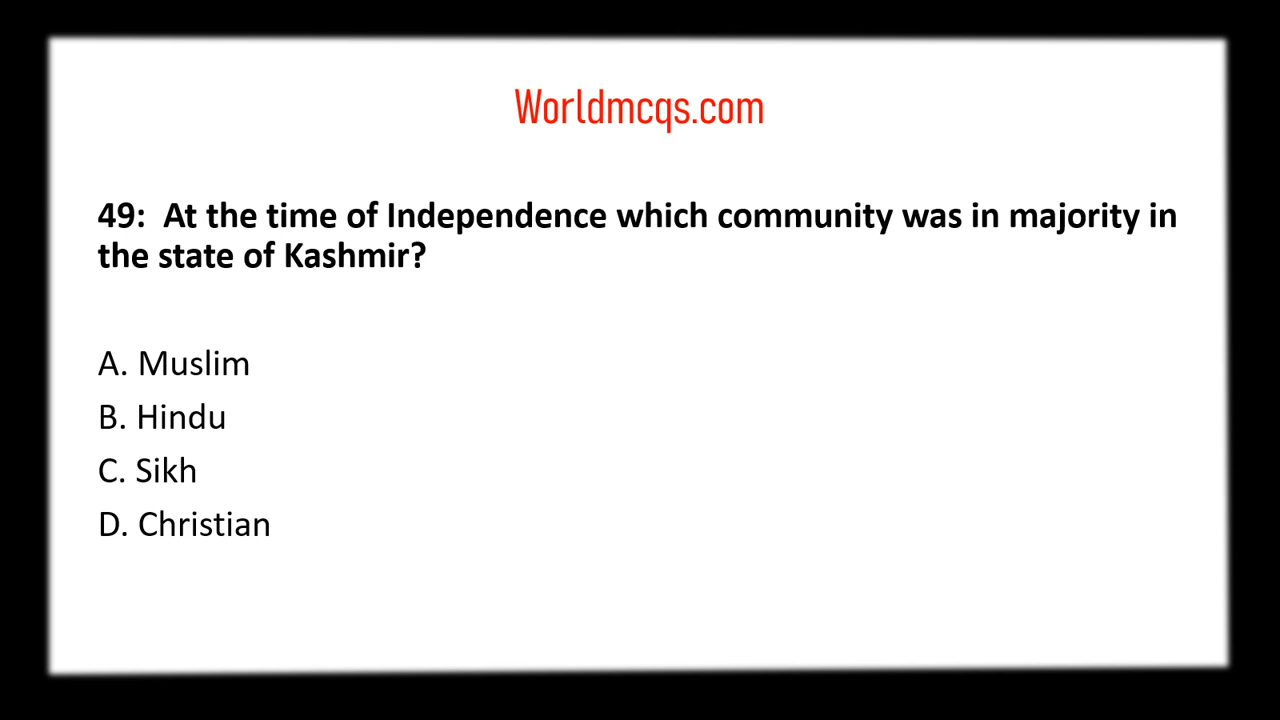 Worldmcqs.com
49: At the time of Independence which community was in majority in
the state of Kashmir?
A. Muslim
B. Hindu
C. Sikh
D. Christian